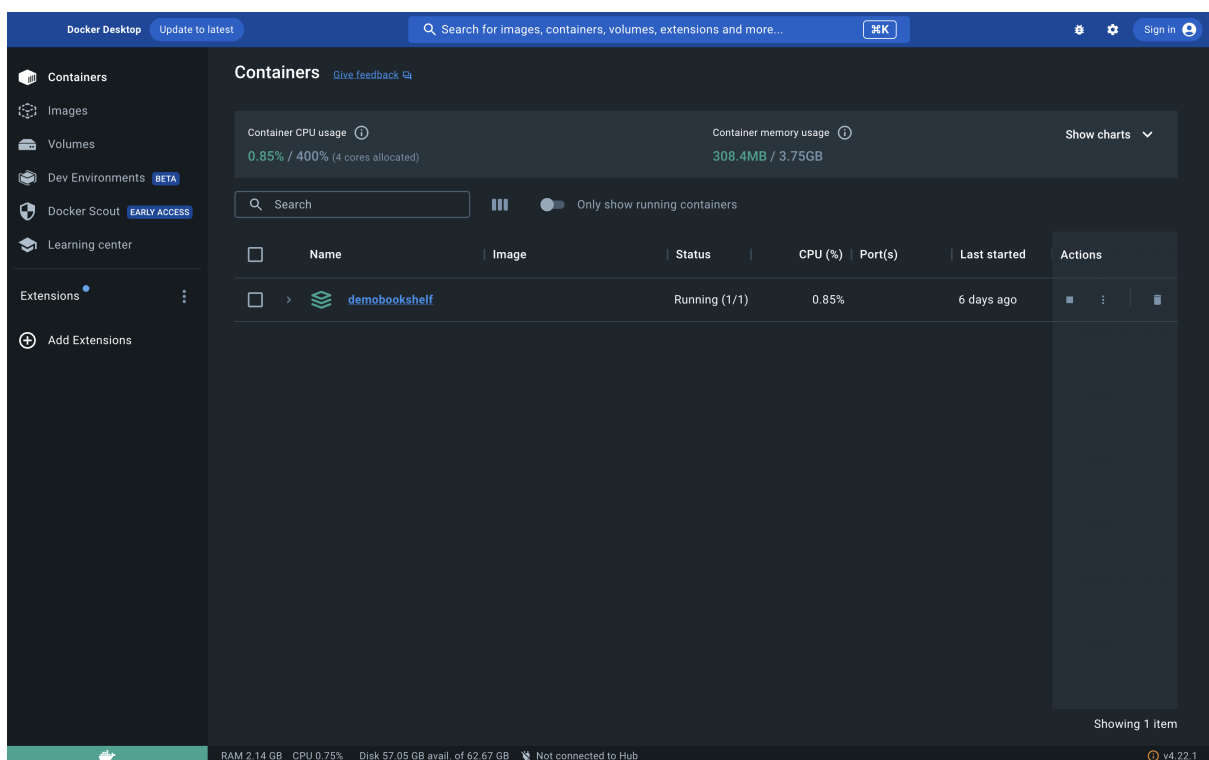 Docker Desktop Update to latest Search for images, containers, volumes, extensions and more... ⌘K Sign in
Containers
Images
Volumes
Dev Environments BETA
Docker Scout EARLY ACCESS
Learning center
Extensions
Add Extensions
Containers Give feedback
Container CPU usage
0.85% / 400% (4 cores allocated)
Container memory usage
308.4MB / 3.75GB
Show charts
Search Only show running containers
Name Image Status CPU (%) Port(s) Last started Actions
demobookshelf Running (1/1) 0.85% 6 days ago
Showing 1 item
RAM 2.14 GB CPU 0.75% Disk 57.05 GB avail. of 62.67 GB Not connected to Hub v4.22.1